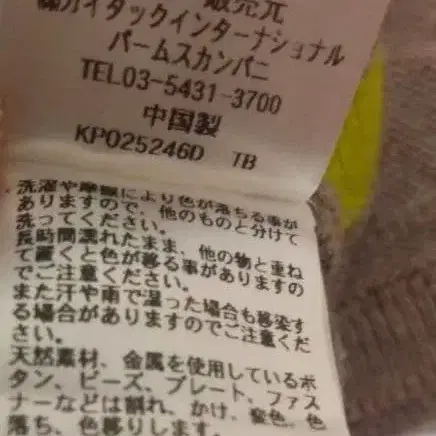 販売元
㈱カイタックインターナショナル
パームスカンパニ
TEL03-5431-3700
中国製
KP025246D TB
洗濯や摩擦により色が落ちる事が
ありますので、他のものと分けて
洗ってください。
長時間濡れたまま、他の物と重ね
て置くと色が移る事がありますの
でご注意ください。
また汗や雨で湿った場合も移染す
る場合がありますのでご注意くだ
さい。
天然素材、金属を使用しているボ
タン、ビーズ、プレート、ファス
ナーなどは割れ、かけ、変色、色
落ち、色移りします。